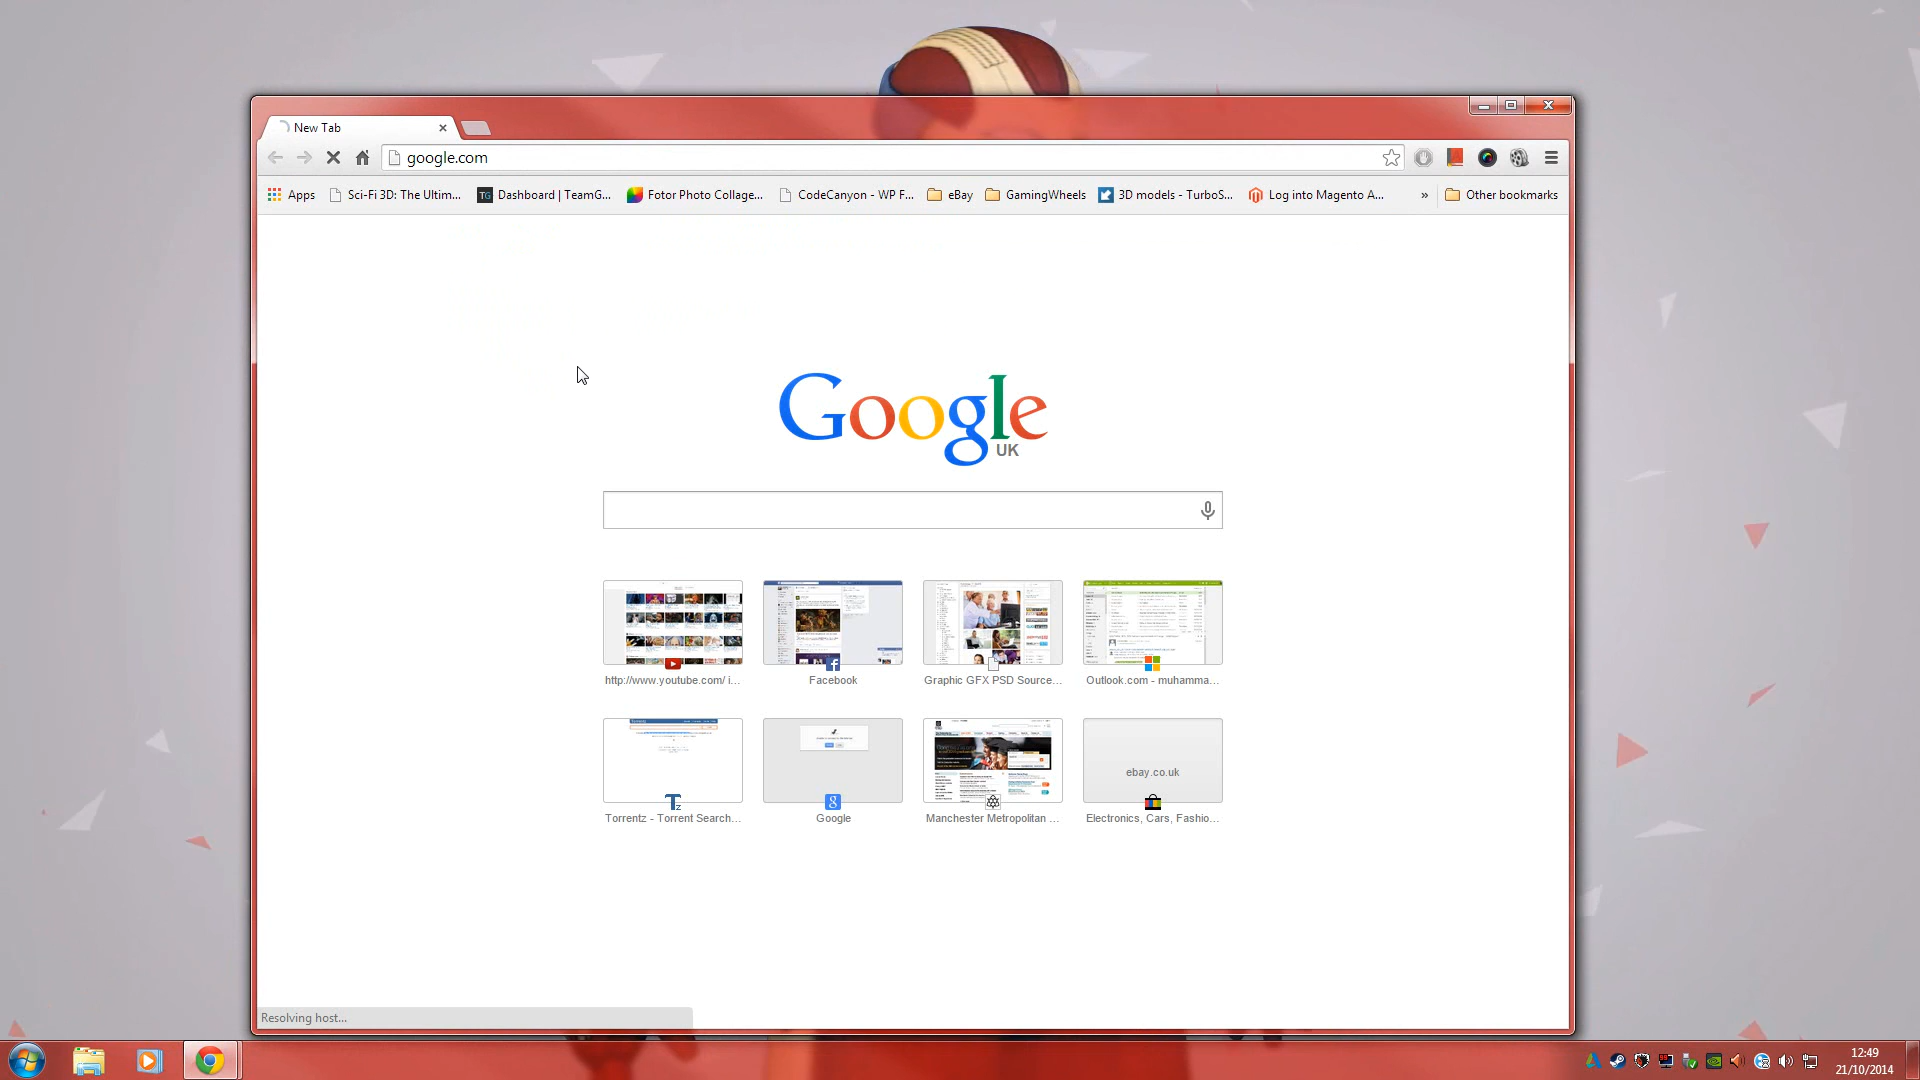 New Tab
google.com
Apps
Sci-Fi 3D: The Ultim...
TG
Dashboard | TeamG...
Fotor Photo Collage...
CodeCanyon - WP F...
eBay
GamingWheels
3D models - TurboS...
Log into Magento A...
»
Other bookmarks
Google
UK
http://www.youtube.com/ i...
Facebook
Graphic GFX PSD Source...
Outlook.com - muhamma...
ebay.co.uk
Torrentz - Torrent Search...
Google
Manchester Metropolitan ...
Electronics, Cars, Fashio...
Resolving host...
12:49
21/10/2014